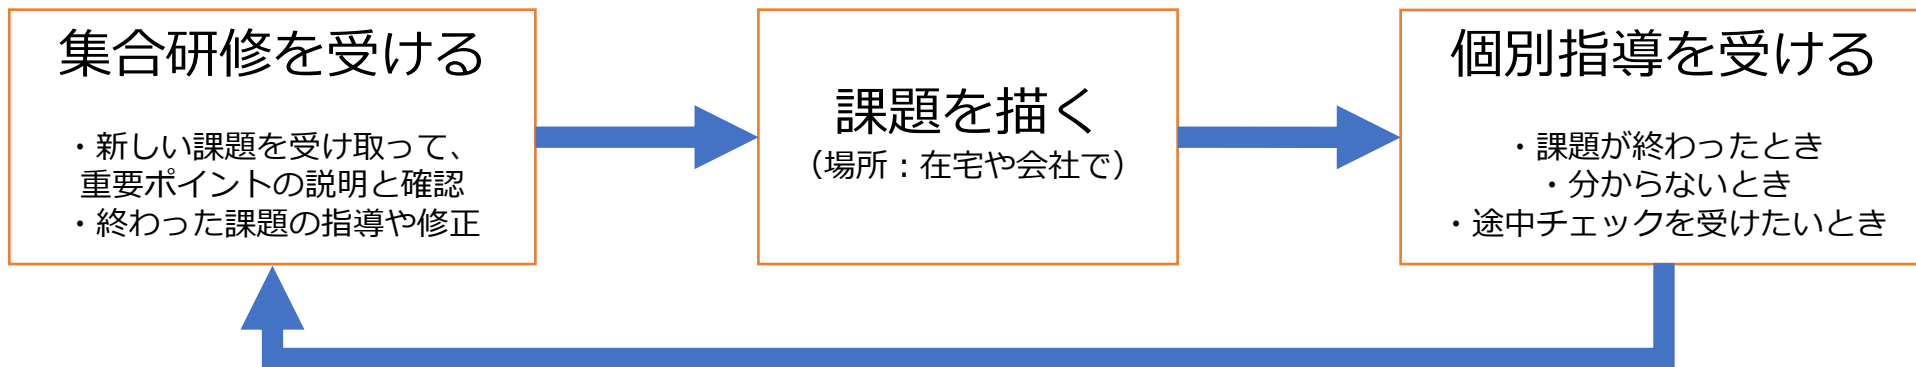 集合研修を受ける
・新しい課題を受け取って、
重要ポイントの説明と確認
・終わった課題の指導や修正
課題を描く
（場所：在宅や会社で）
個別指導を受ける
・課題が終わったとき
・分からないとき
・途中チェックを受けたいとき